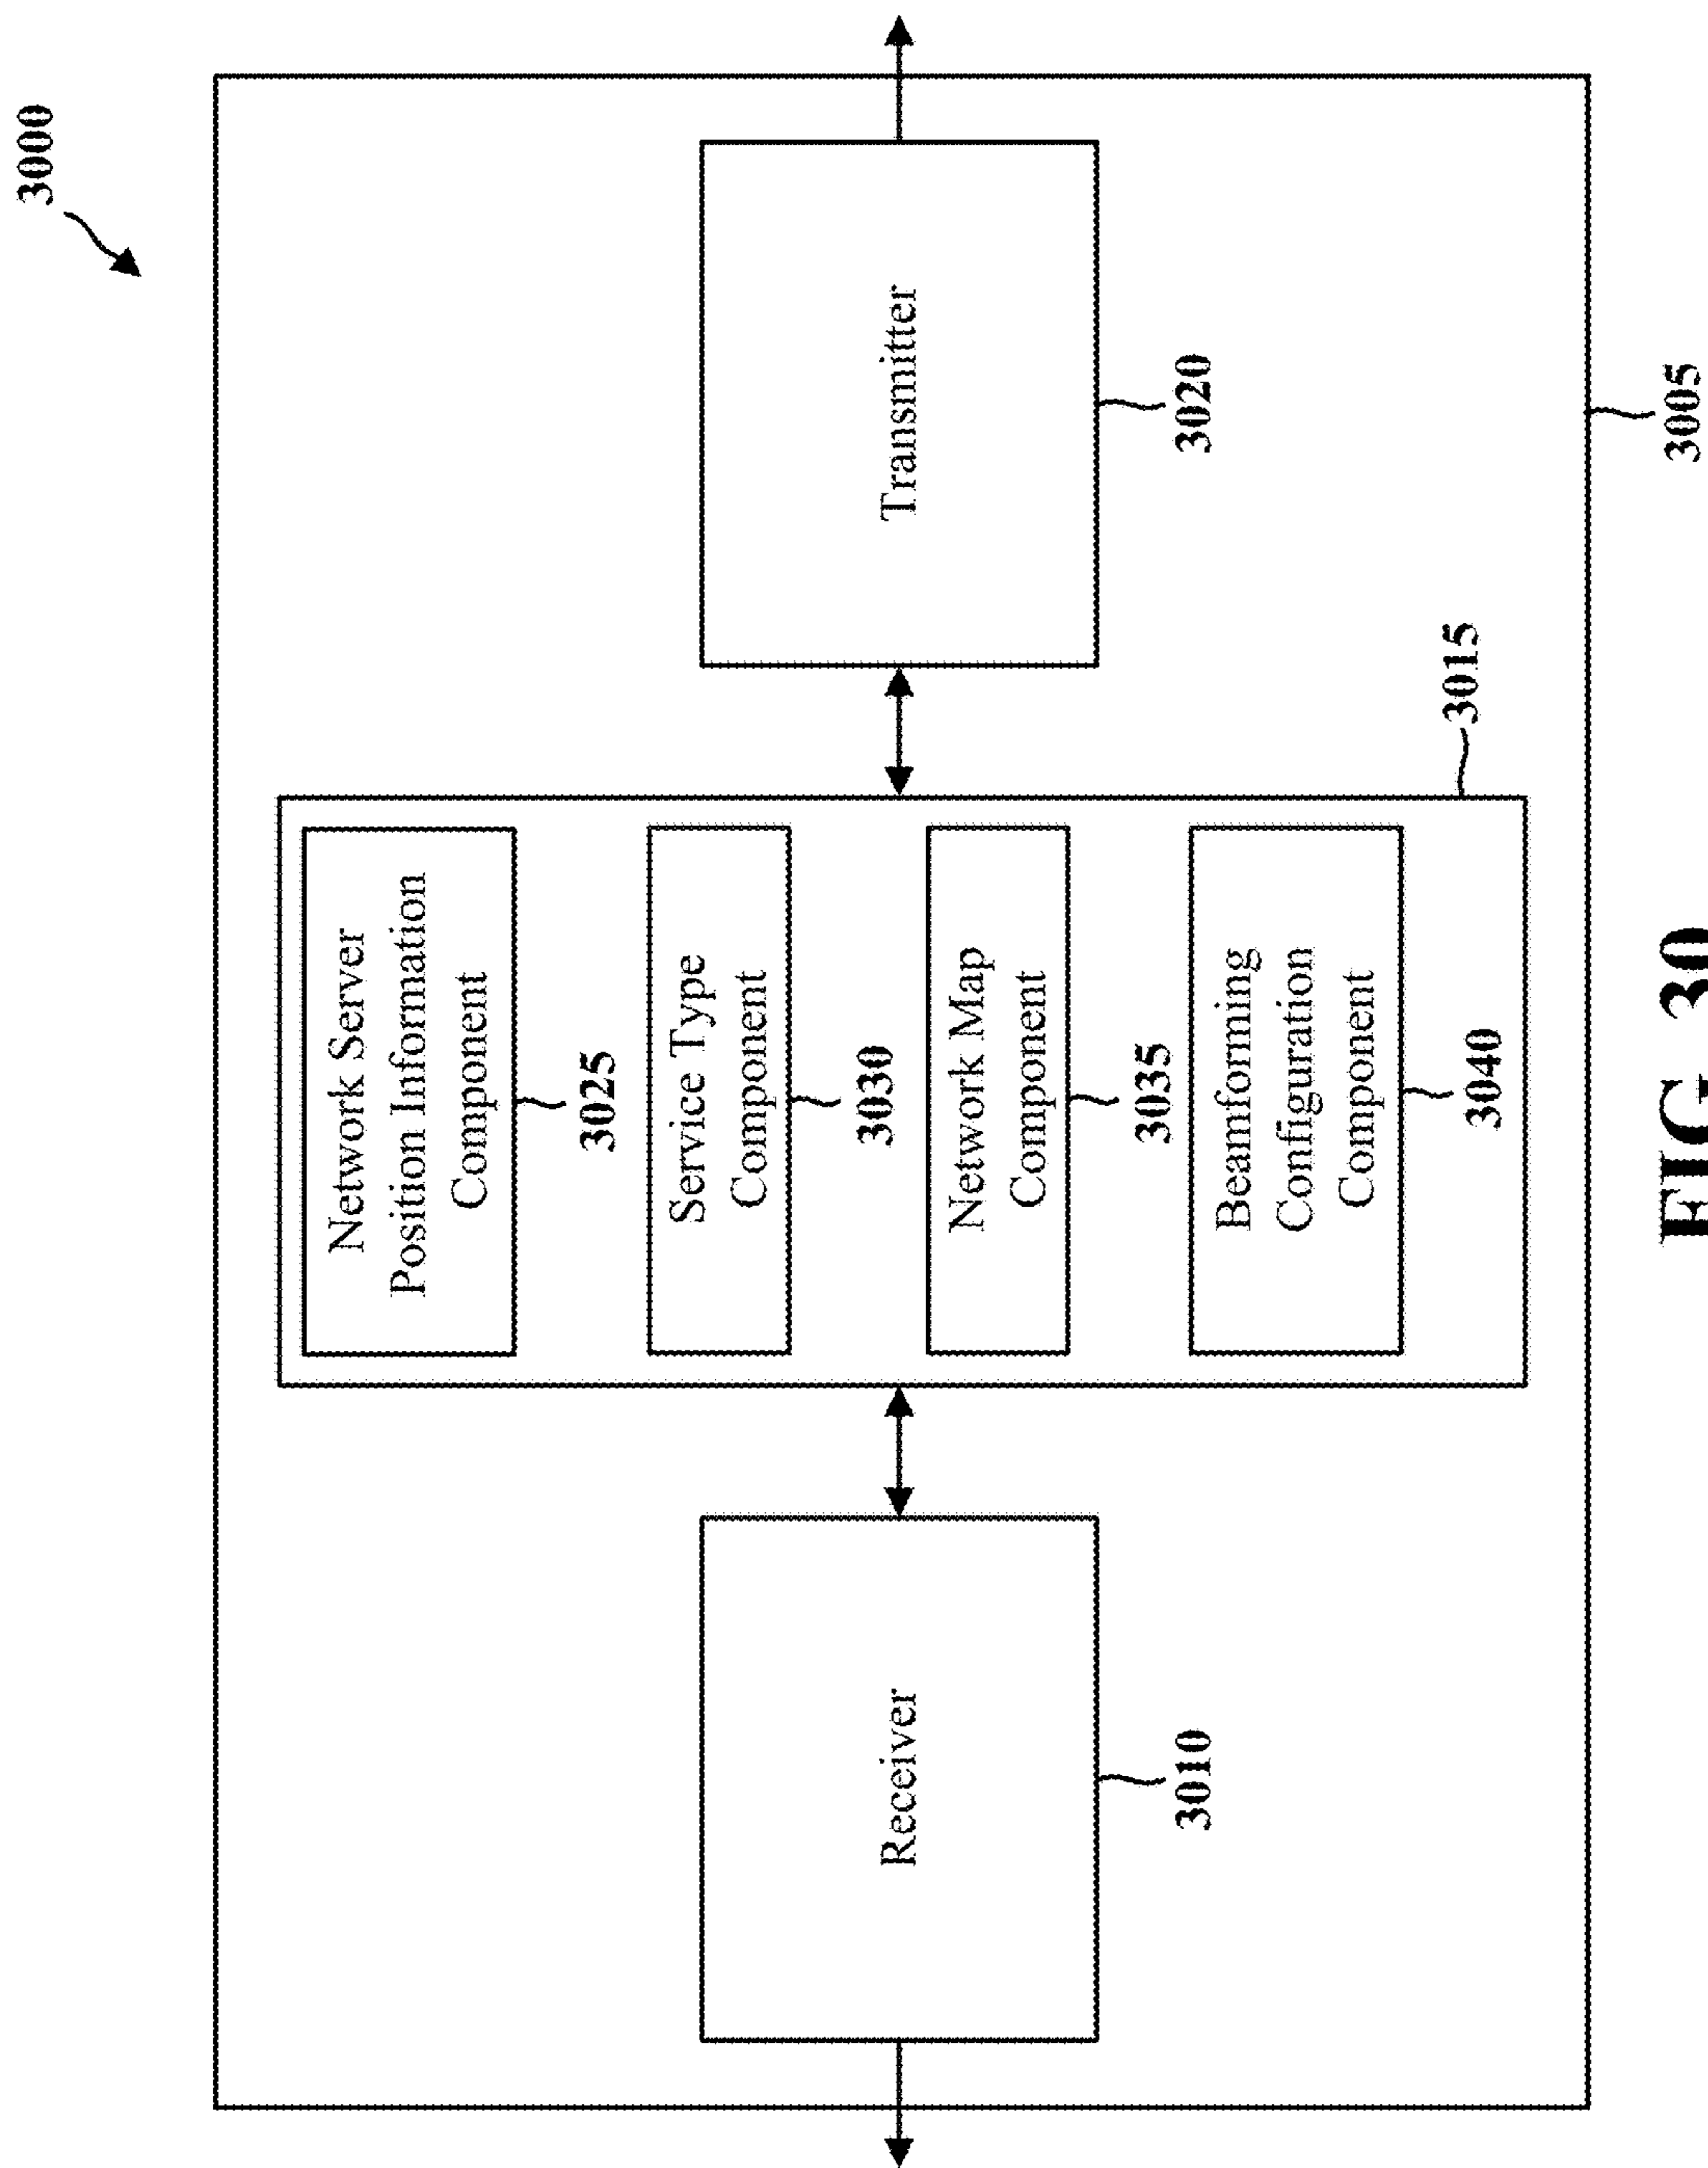 3000
Receiver
3010
Network Server
Position Information
Component
3025
Service Type
Component
3030
Network Map
Component
3035
Beamforming
Configuration
Component
3040
3015
Transmitter
3020
3005
FIG. 30